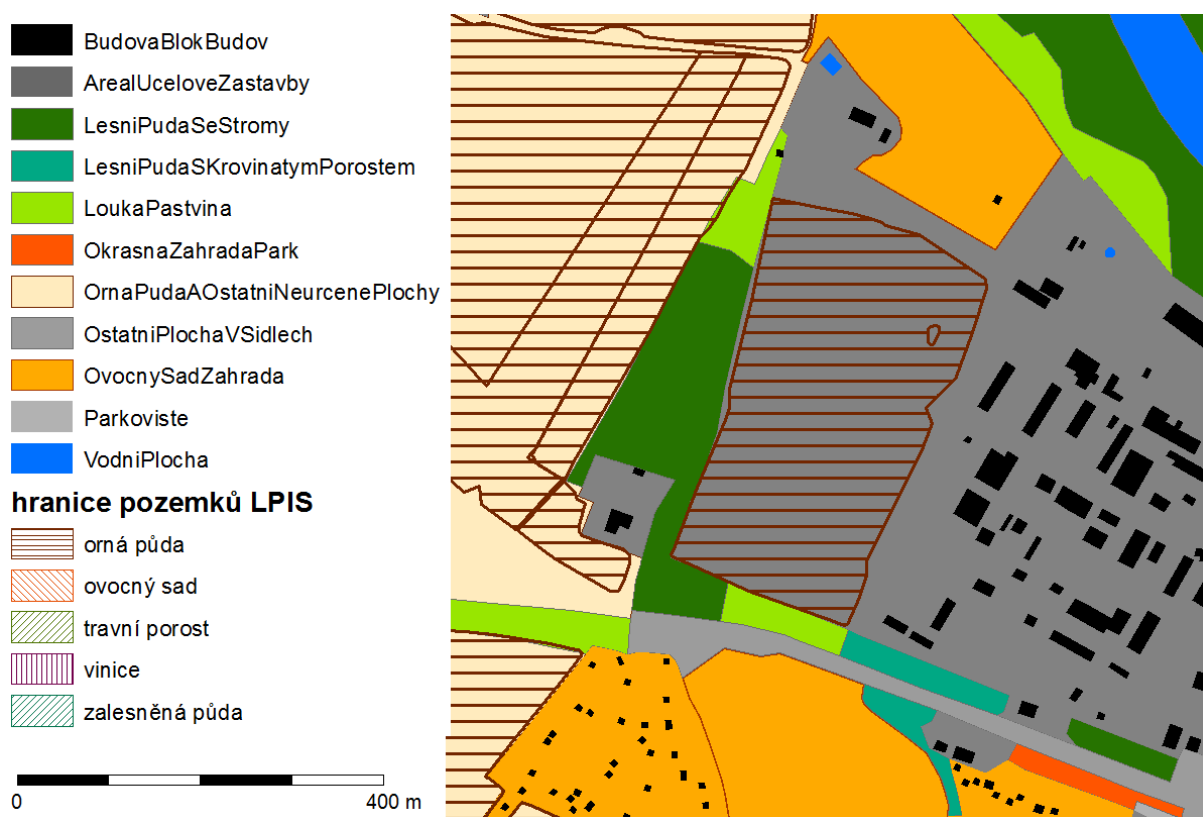 BudovaBlokBudov
ArealUceloveZastavby
LesniPudaSeStromy
LesniPudaSKrovinatymPorostem
LoukaPastvina
OkrasnaZahradaPark
OrnaPudaAOstatniNeurcenePlochy
OstatniPlochaVSidlech
OvocnySadZahrada
Parkoviste
VodniPlocha
hranice pozemků LPIS
orná půda
ovocný sad
travní porost
vinice
zalesněná půda
0 400 m